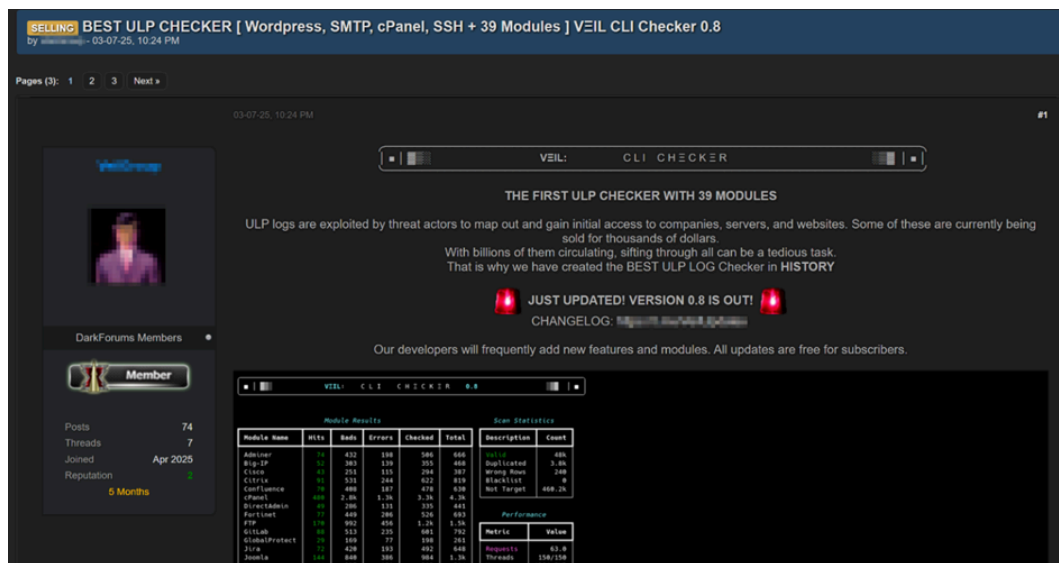 SELLING BEST ULP CHECKER [ Wordpress, SMTP, cPanel, SSH + 39 Modules ] VΞIL CLI Checker 0.8
by - 03-07-25, 10:24 PM
Pages (3): 1 2 3 Next »
03-07-25, 10:24 PM #1
VΞIL: CLI CHΞCKΞR
THE FIRST ULP CHECKER WITH 39 MODULES
ULP logs are exploited by threat actors to map out and gain initial access to companies, servers, and websites. Some of these are currently being
sold for thousands of dollars.
With billions of them circulating, sifting through all can be a tedious task.
That is why we have created the BEST ULP LOG Checker in HISTORY
JUST UPDATED! VERSION 0.8 IS OUT!
CHANGELOG:
Our developers will frequently add new features and modules. All updates are free for subscribers.
DarkForums Members
Member
Posts 74
Threads 7
Joined Apr 2025
Reputation 2
5 Months
VΞIL: CLI CHΞCKΞR 0.8
Module Results
Module Name Hits Bads Errors Checked Total
Adminer 74 432 198 506 666
Big-IP 52 303 139 355 468
Cisco 43 251 115 294 387
Citrix 91 531 244 622 819
Confluence 70 408 187 478 630
cPanel 480 2.8k 1.3k 3.3k 4.3k
DirectAdmin 49 286 131 335 441
Fortinet 77 449 206 526 693
FTP 170 992 456 1.2k 1.5k
GitLab 88 513 235 601 792
GlobalProtect 29 169 77 198 261
Jira 72 420 193 492 648
Joomla 144 840 386 984 1.3k
Scan Statistics
Description Count
Valid 48k
Duplicated 3.8k
Wrong Rows 240
Blacklist 0
Not Target 460.2k
Performance
Metric Value
Requests 63.0
Threads 150/150